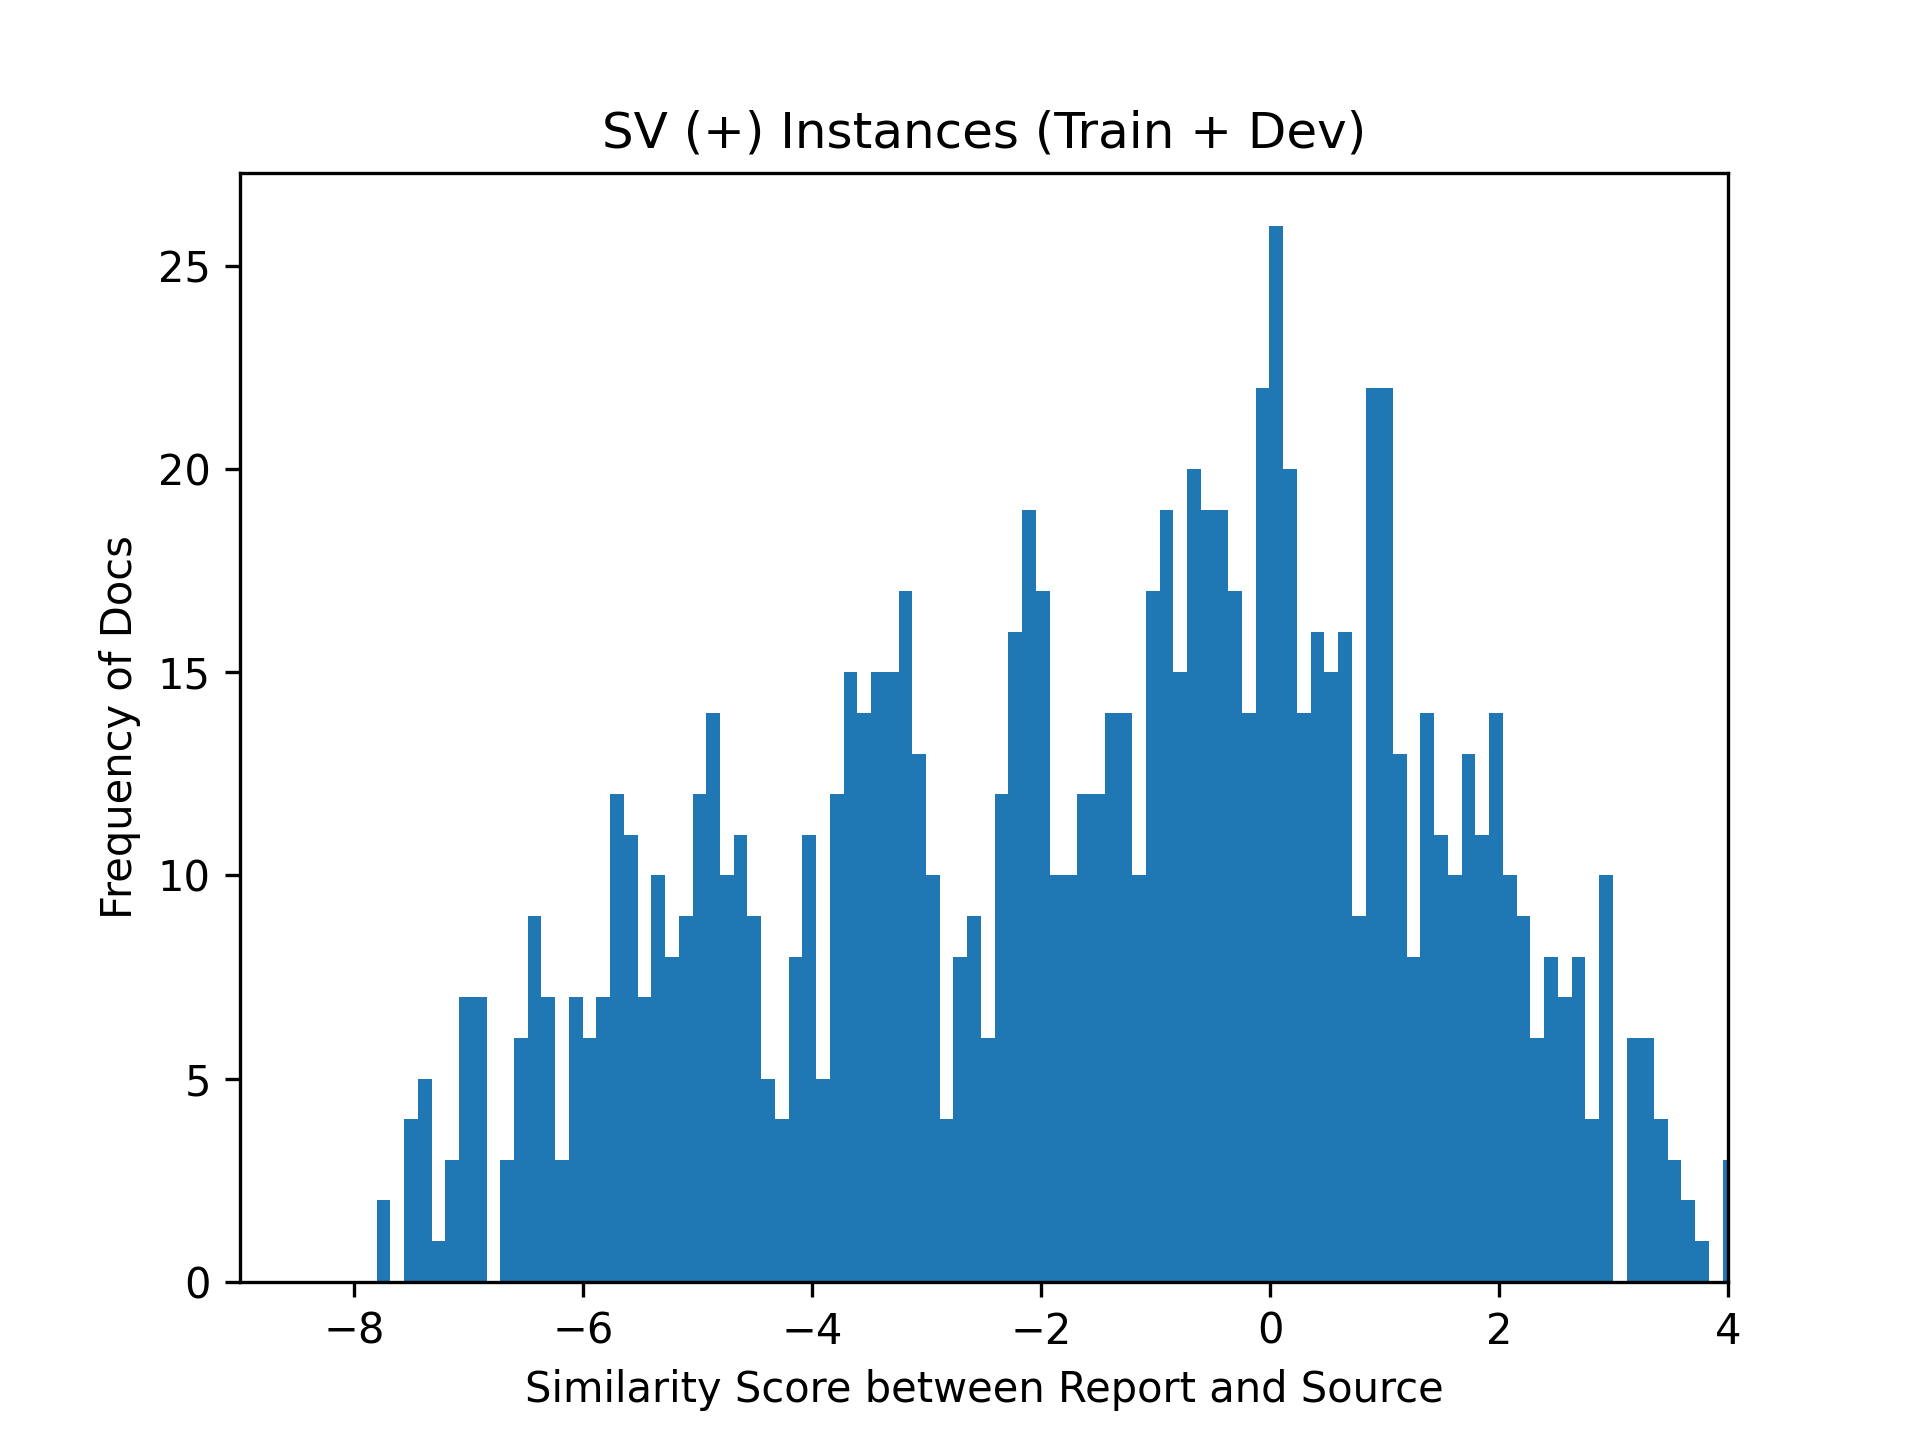 SV (+) Instances (Train + Dev)
Frequency of Docs
25
20
15
10
5
0
−8 −6 −4 −2 0 2 4
Similarity Score between Report and Source